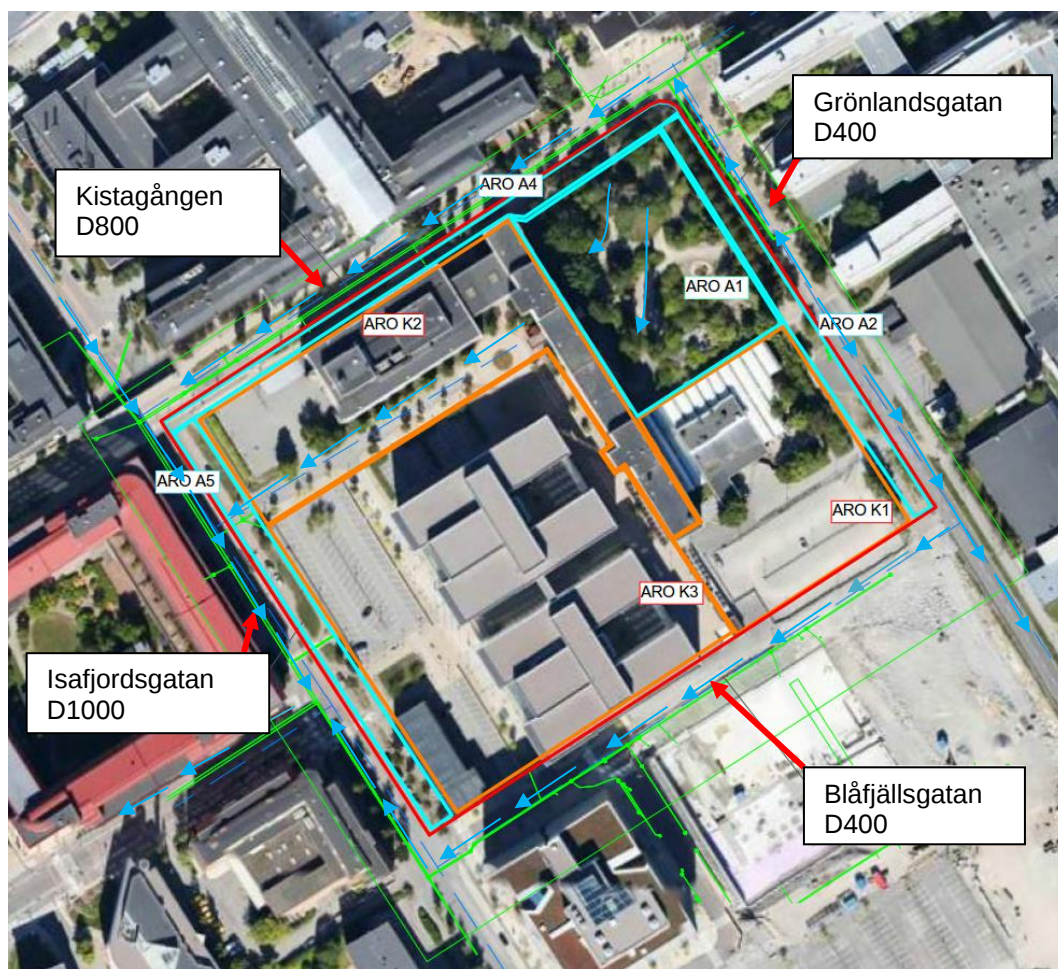 Grönlandsgatan
D400
Kistagången
D800
ARO A4
ARO A1
ARO K2
ARO A2
ARO A5
ARO K1
ARO K3
Isafjordsgatan
D1000
Blåfjällsgatan
D400